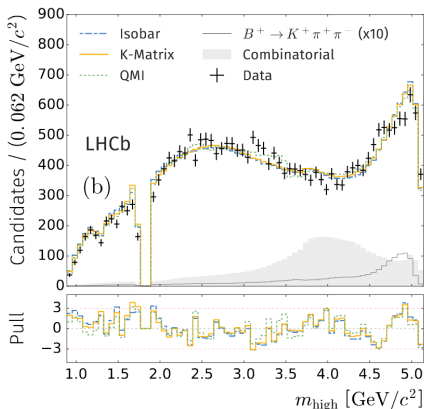 Candidates / (0.062 GeV/c²)
900
800
700
600
500
400
300
200
100
0
Isobar
K-Matrix
QMI
B⁺ → K⁺ π⁺ π⁻ (x10)
Combinatorial
Data
LHCb
(b)
Pull
3
0
−3
1.0 1.5 2.0 2.5 3.0 3.5 4.0 4.5 5.0
m_high [GeV/c²]